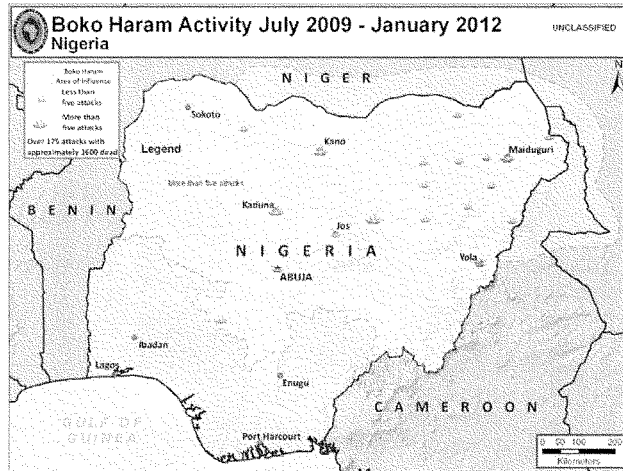 Boko Haram Activity July 2009 - January 2012
UNCLASSIFIED
Nigeria
NIGER
Boko Haram
Area of influence
Less than
five attacks
More than
five attacks
Over 175 attacks with
approximately 1600 dead
Legend
More than five attacks
Sokoto
Kano
Maiduguri
BENIN
Kaduna
Jos
NIGERIA
Yola
ABUJA
Ibadan
Lagos
Enugu
GULF OF
GUINEA
CAMEROON
Port Harcourt
0 50 100 200
Kilometers